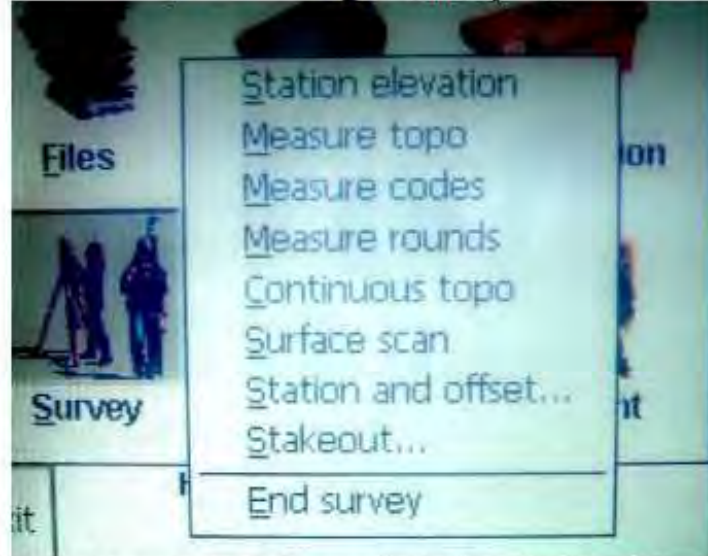 Station elevation
Measure topo
Files
ion
Measure codes
Measure rounds
Continuous topo
Surface scan
Station and offset...
Survey
nt
Stakeout...
End survey
it